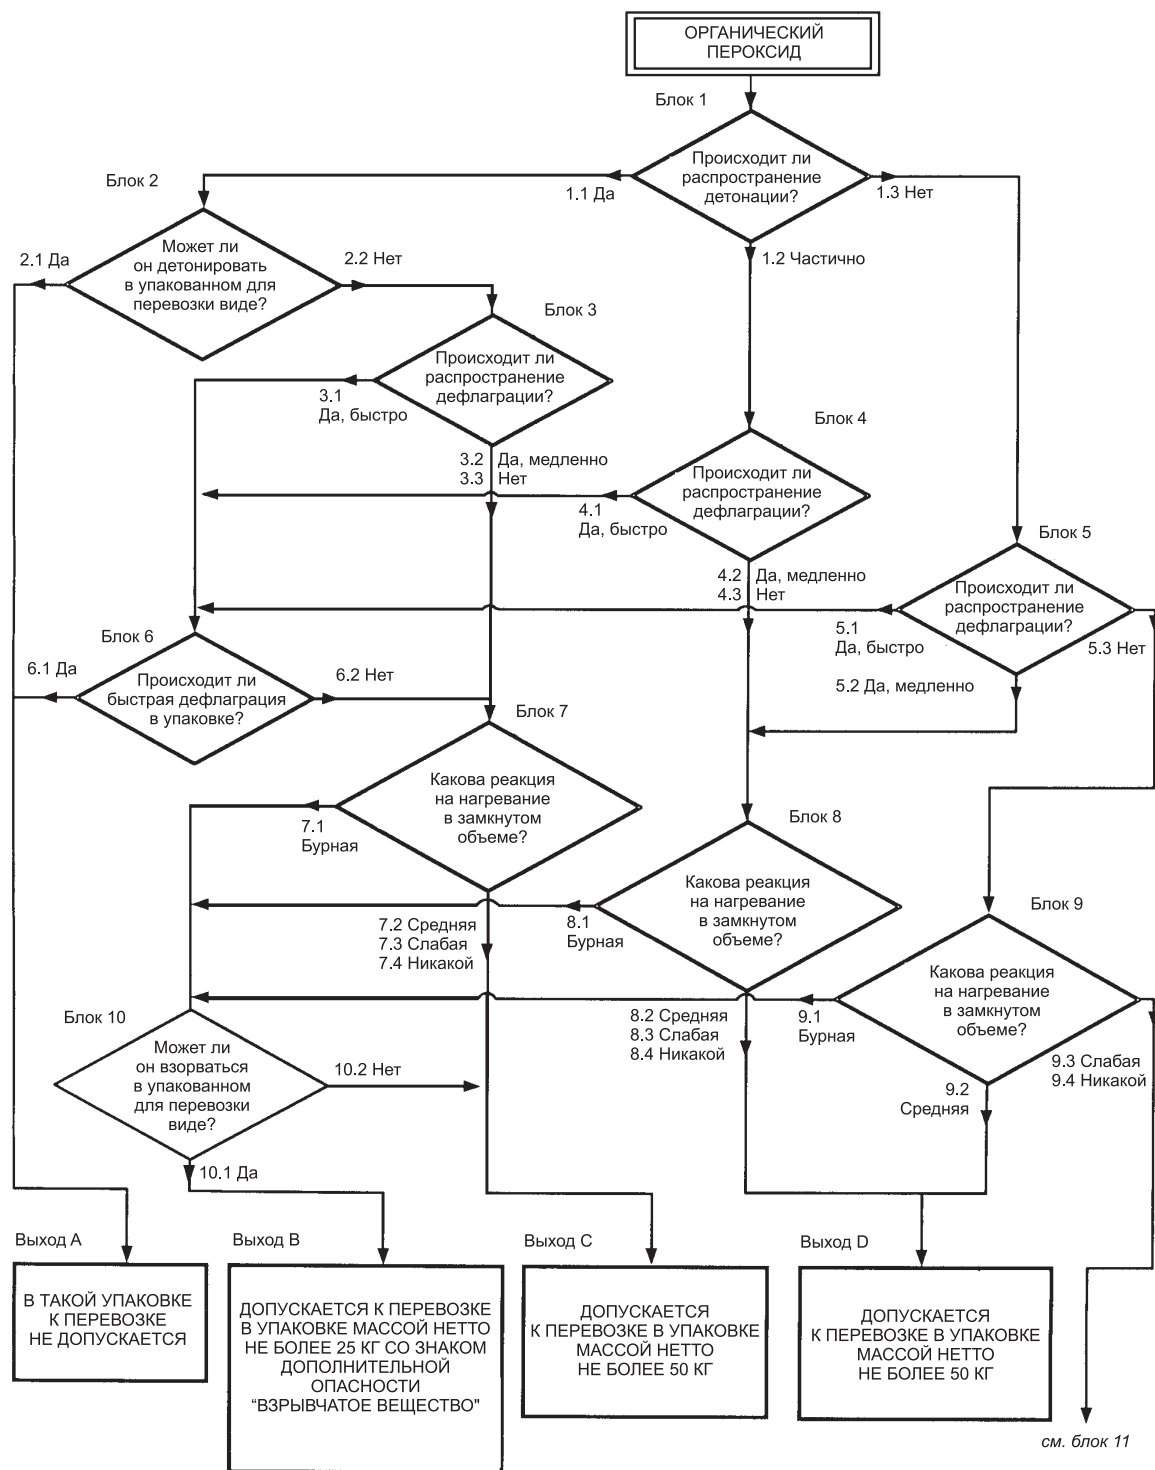 ОРГАНИЧЕСКИЙ
ПЕРОКСИД
Блок 1
Происходит ли
распространение
детонации?
1.1 Да
1.3 Нет
1.2 Частично
Блок 2
Может ли
он детонировать
в упакованном для
перевозки виде?
2.1 Да
2.2 Нет
Блок 3
Происходит ли
распространение
дефлаграции?
3.1
Да, быстро
3.2 Да, медленно
3.3 Нет
Блок 4
Происходит ли
распространение
дефлаграции?
4.1
Да, быстро
4.2 Да, медленно
4.3 Нет
Блок 5
Происходит ли
распространение
дефлаграции?
5.1
Да, быстро
5.3 Нет
5.2 Да, медленно
Блок 6
Происходит ли
быстрая дефлаграция
в упаковке?
6.1 Да
6.2 Нет
Блок 7
Какова реакция
на нагревание
в замкнутом
объеме?
7.1
Бурная
7.2 Средняя
7.3 Слабая
7.4 Никакой
Блок 8
Какова реакция
на нагревание
в замкнутом
объеме?
8.1
Бурная
8.2 Средняя
8.3 Слабая
8.4 Никакой
Блок 9
Какова реакция
на нагревание
в замкнутом
объеме?
9.1
Бурная
9.2
Средняя
9.3 Слабая
9.4 Никакой
Блок 10
Может ли
он взорваться
в упакованном
для перевозки
виде?
10.2 Нет
10.1 Да
Выход A
В ТАКОЙ УПАКОВКЕ
К ПЕРЕВОЗКЕ
НЕ ДОПУСКАЕТСЯ
Выход B
ДОПУСКАЕТСЯ К ПЕРЕВОЗКЕ
В УПАКОВКЕ МАССОЙ НЕТТО
НЕ БОЛЕЕ 25 КГ СО ЗНАКОМ
ДОПОЛНИТЕЛЬНОЙ
ОПАСНОСТИ
“ВЗРЫВЧАТОЕ ВЕЩЕСТВО"
Выход C
ДОПУСКАЕТСЯ
К ПЕРЕВОЗКЕ В УПАКОВКЕ
МАССОЙ НЕТТО
НЕ БОЛЕЕ 50 КГ
Выход D
ДОПУСКАЕТСЯ
К ПЕРЕВОЗКЕ В УПАКОВКЕ
МАССОЙ НЕТТО
НЕ БОЛЕЕ 50 КГ
см. блок 11